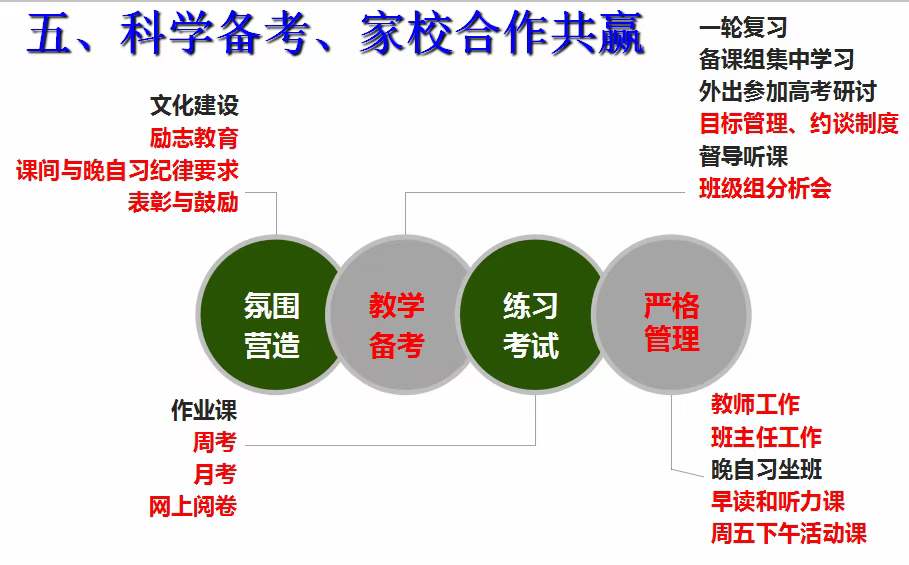 五、科学备考、家校合作共赢
文化建设
励志教育
课间与晚自习纪律要求
表彰与鼓励
一轮复习
备课组集中学习
外出参加高考研讨
目标管理、约谈制度
督导听课
班级组分析会
氛围
营造
教学
备考
练习
考试
严格
管理
作业课
周考
月考
网上阅卷
教师工作
班主任工作
晚自习坐班
早读和听力课
周五下午活动课